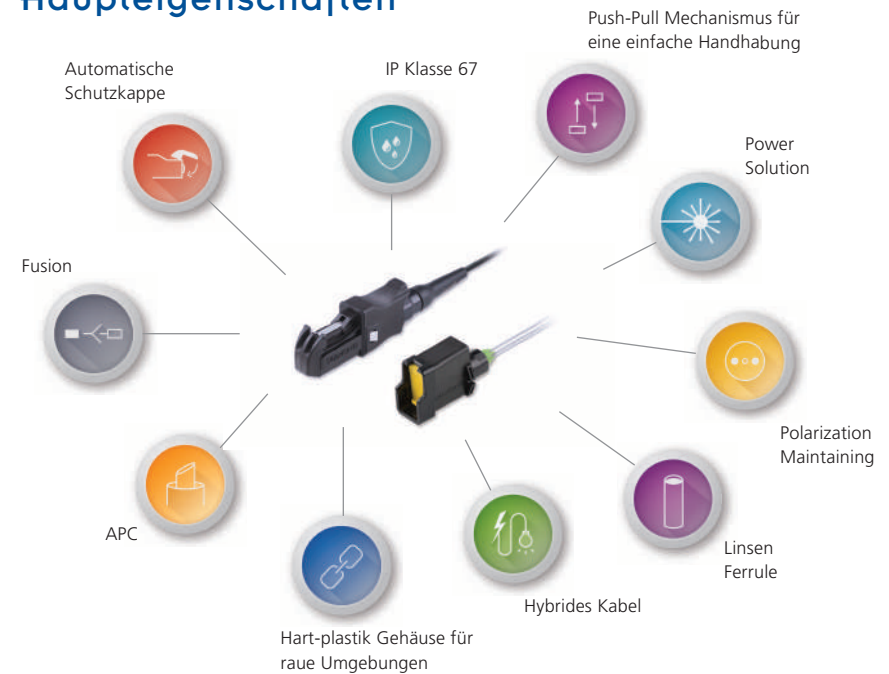 Haupteigenschaften
Push-Pull Mechanismus für
eine einfache Handhabung
Automatische
Schutzkappe
IP Klasse 67
Power
Solution
Fusion
Polarization
Maintaining
APC
Linsen
Ferrule
Hybrides Kabel
Hart-plastik Gehäuse für
raue Umgebungen